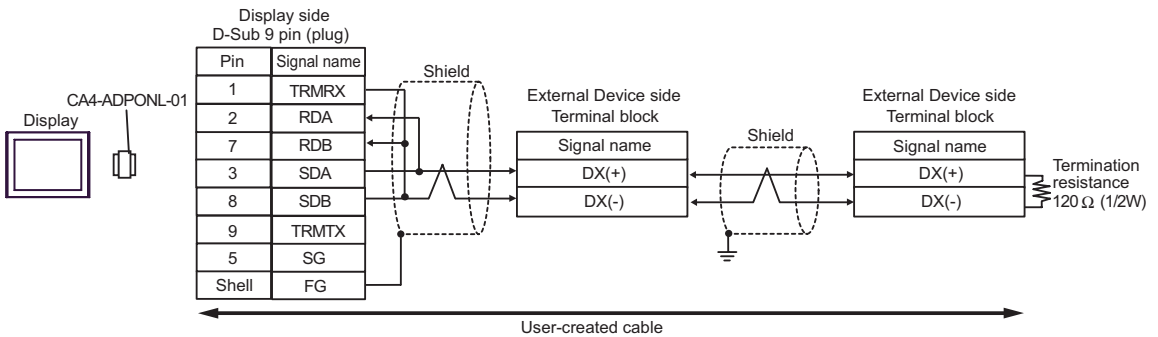 Display side
D-Sub 9 pin (plug)
Pin Signal name
1 TRMRX
2 RDA
7 RDB
3 SDA
8 SDB
9 TRMTX
5 SG
Shell FG
CA4-ADPONL-01
Display
Shield
External Device side
Terminal block
Signal name
DX(+)
DX(-)
Shield
External Device side
Terminal block
Signal name
DX(+)
DX(-)
Termination
resistance
120 Ω (1/2W)
User-created cable